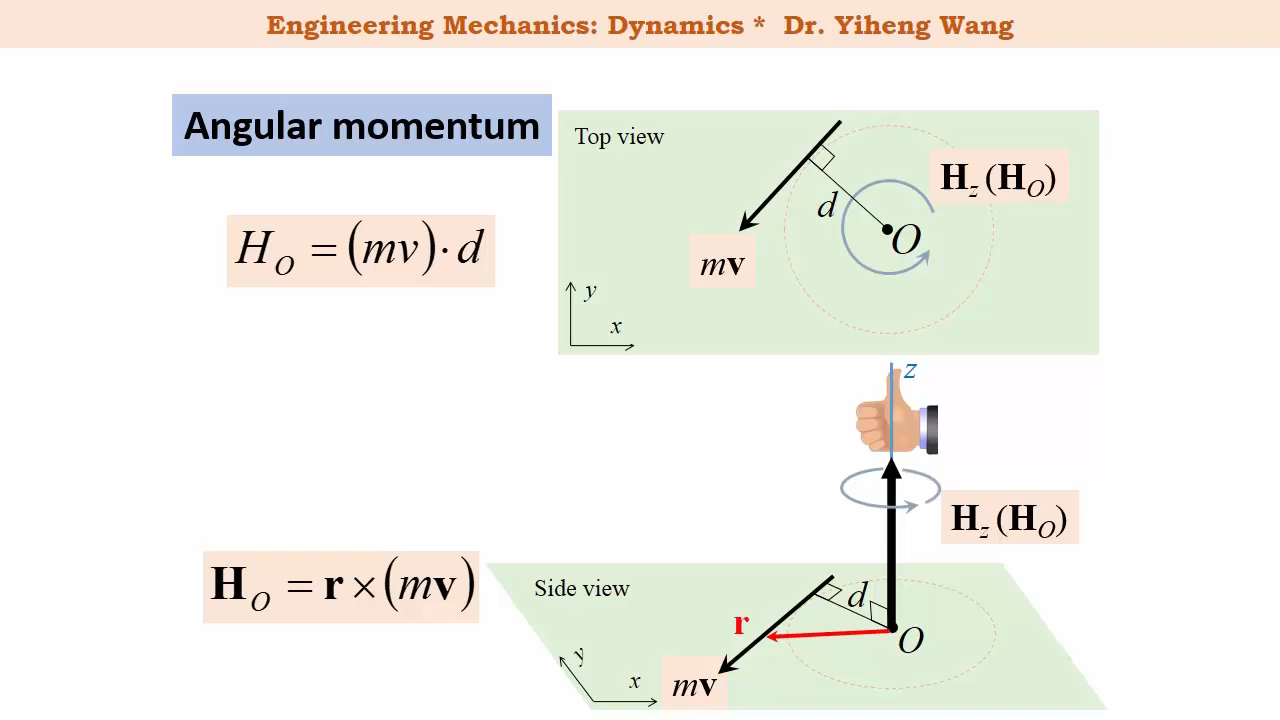 Engineering Mechanics: Dynamics * Dr. Yiheng Wang
Angular momentum
Top view
H_z (H_O)
d
H_O = (mv) · d
O
mv
y
x
z
H_z (H_O)
H_O = r × (mv)
Side view
d
r
O
y
x
mv